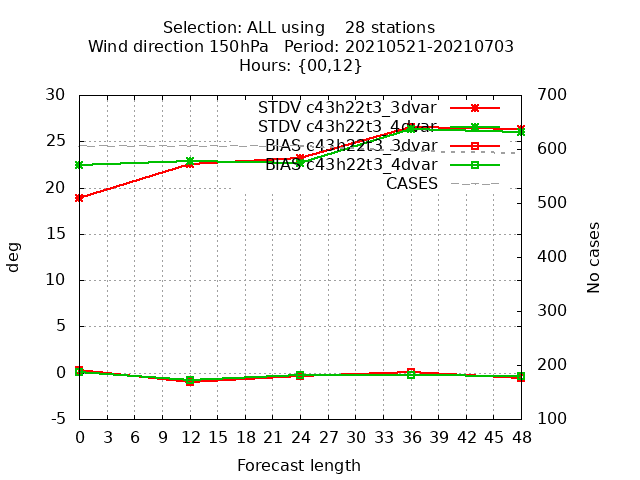 Selection: ALL using 28 stations
Wind direction 150hPa Period: 20210521-20210703
Hours: {00,12}
30 700
STDV c43h22t3_3dvar
STDV c43h22t3_4dvar
25 600
BIAS c43h22t3_3dvar
BIAS c43h22t3_4dvar
CASES
20 500
15 400
deg No cases
10 300
5 200
0
-5 100
0 3 6 9 12 15 18 21 24 27 30 33 36 39 42 45 48
Forecast length